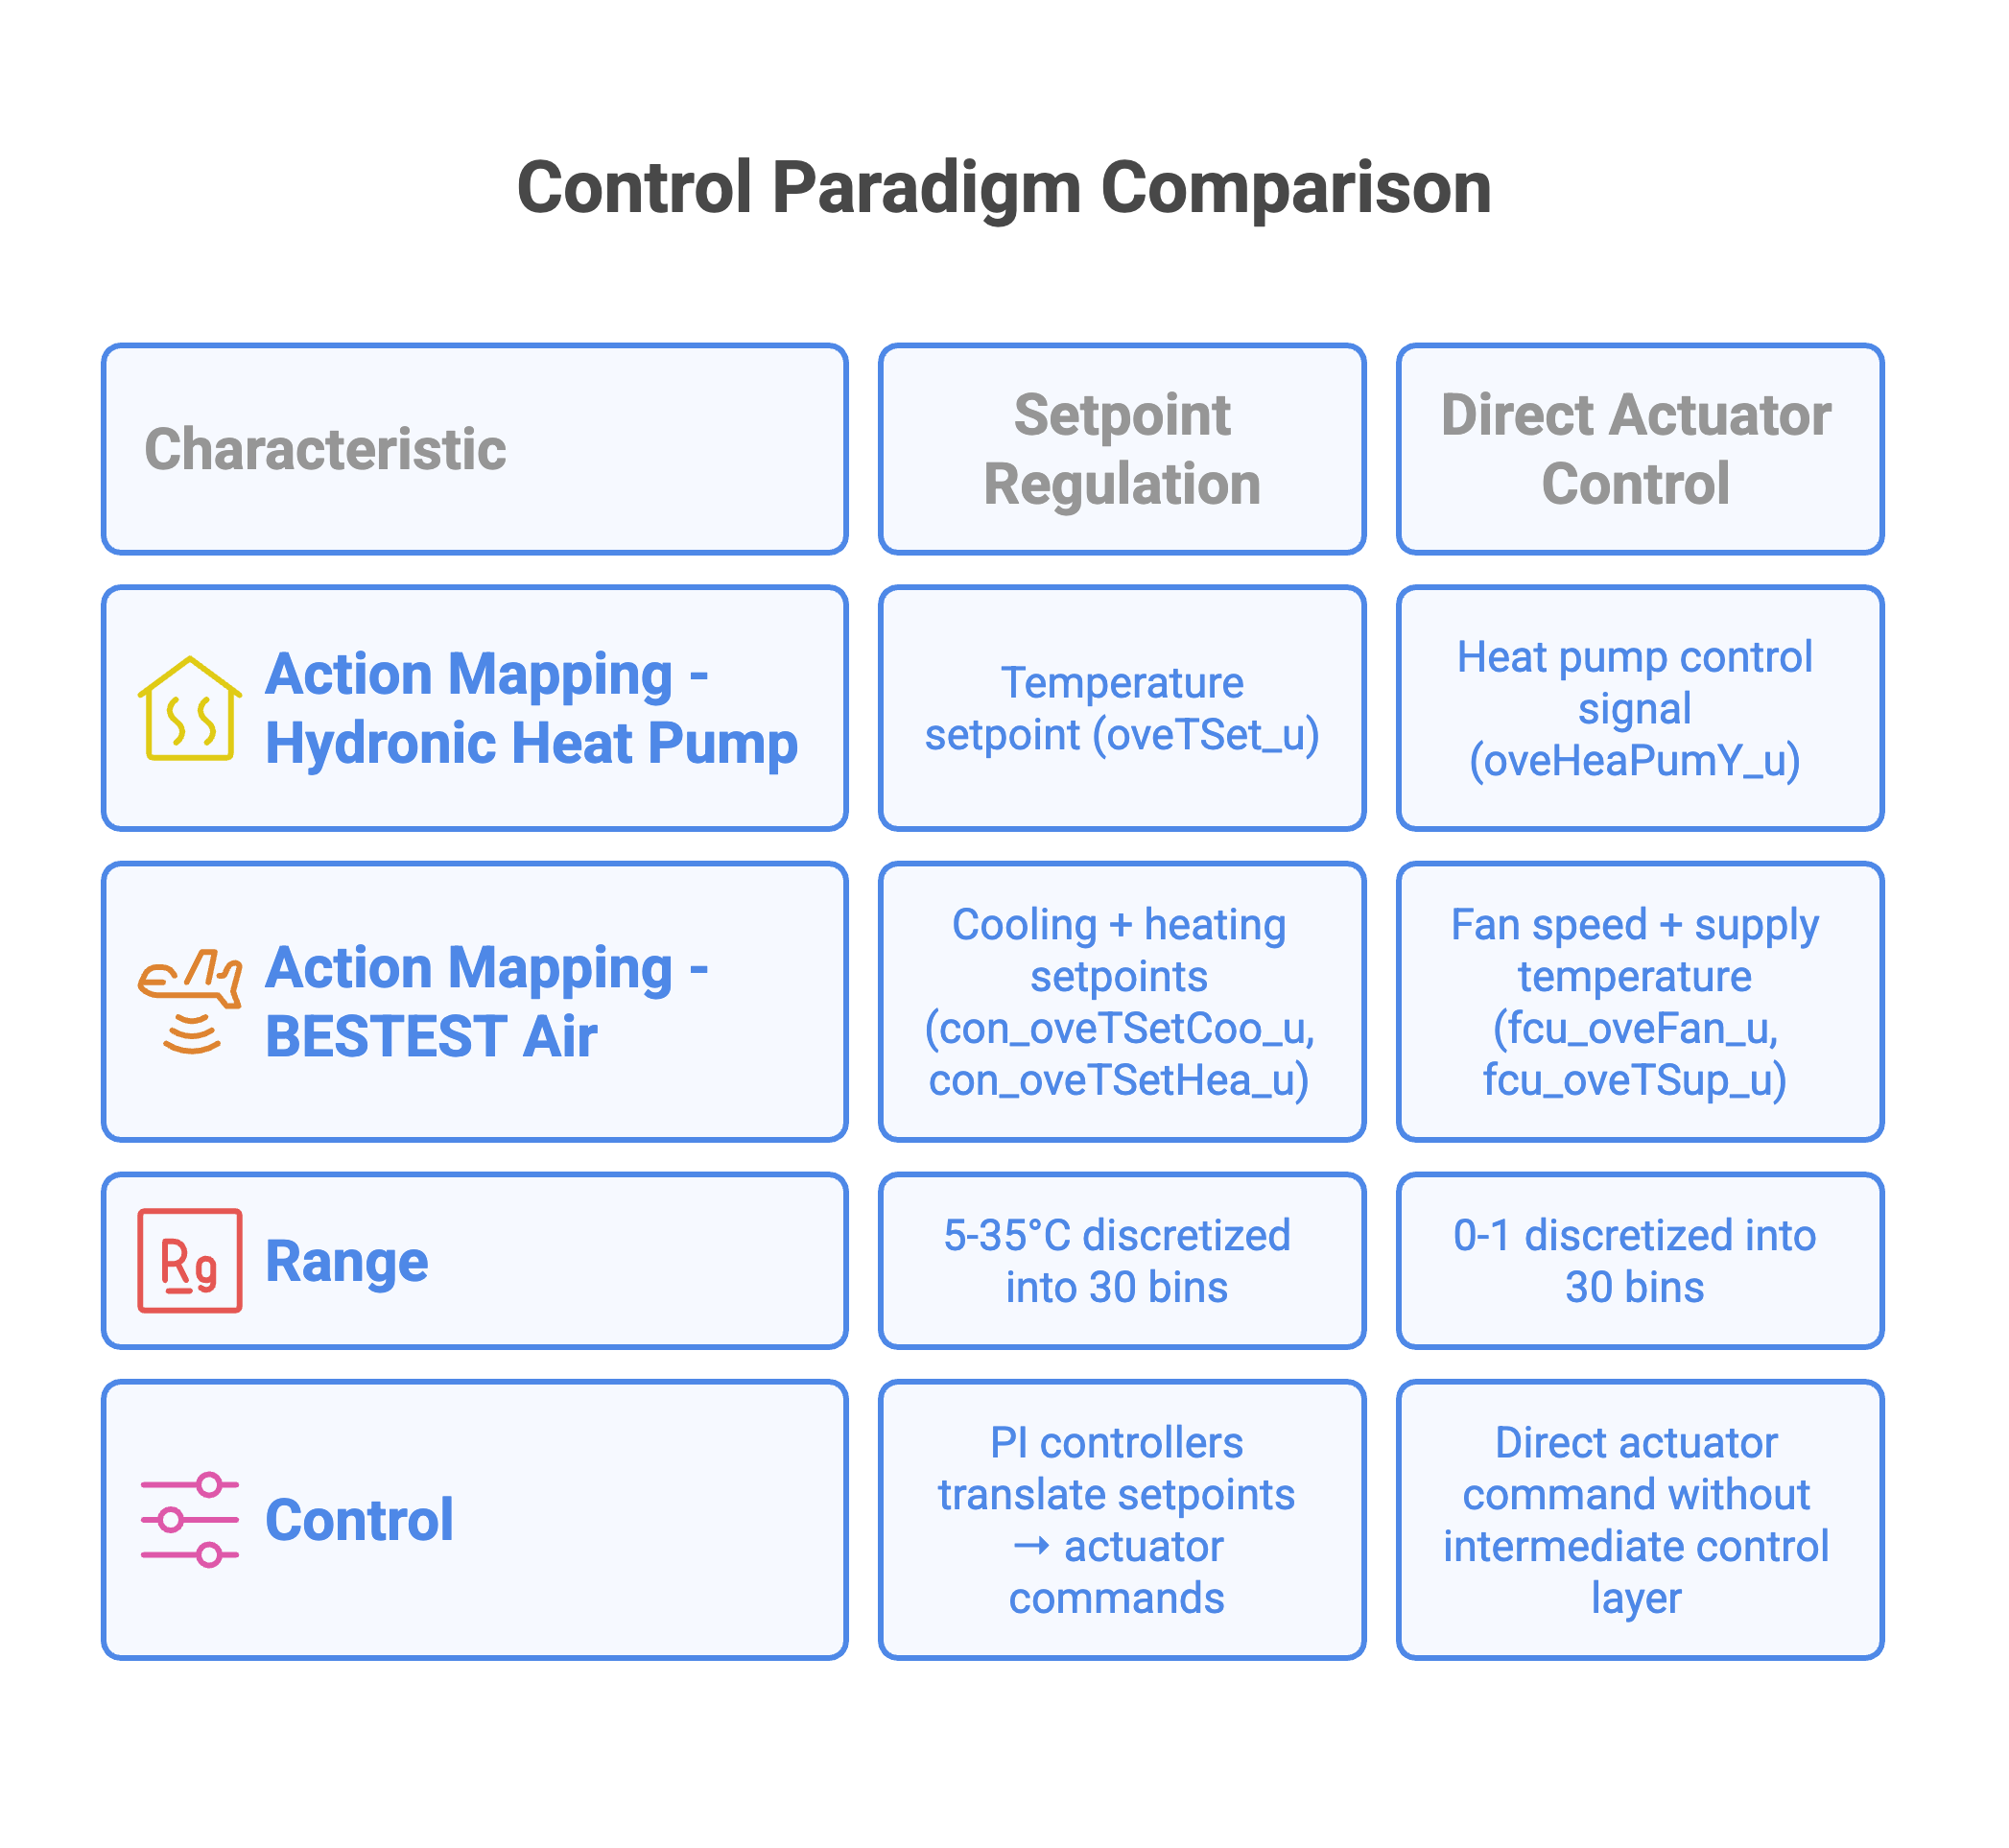 Control Paradigm Comparison
Characteristic
Setpoint
Regulation
Direct Actuator
Control
Action Mapping -
Hydronic Heat Pump
Temperature
setpoint (oveTSet_u)
Heat pump control
signal
(oveHeaPumY_u)
Action Mapping -
BESTEST Air
Cooling + heating
setpoints
(con_oveTSetCoo_u,
con_oveTSetHea_u)
Fan speed + supply
temperature
(fcu_oveFan_u,
fcu_oveTSup_u)
Rg
Range
5-35°C discretized
into 30 bins
0-1 discretized into
30 bins
Control
PI controllers
translate setpoints
→ actuator
commands
Direct actuator
command without
intermediate control
layer